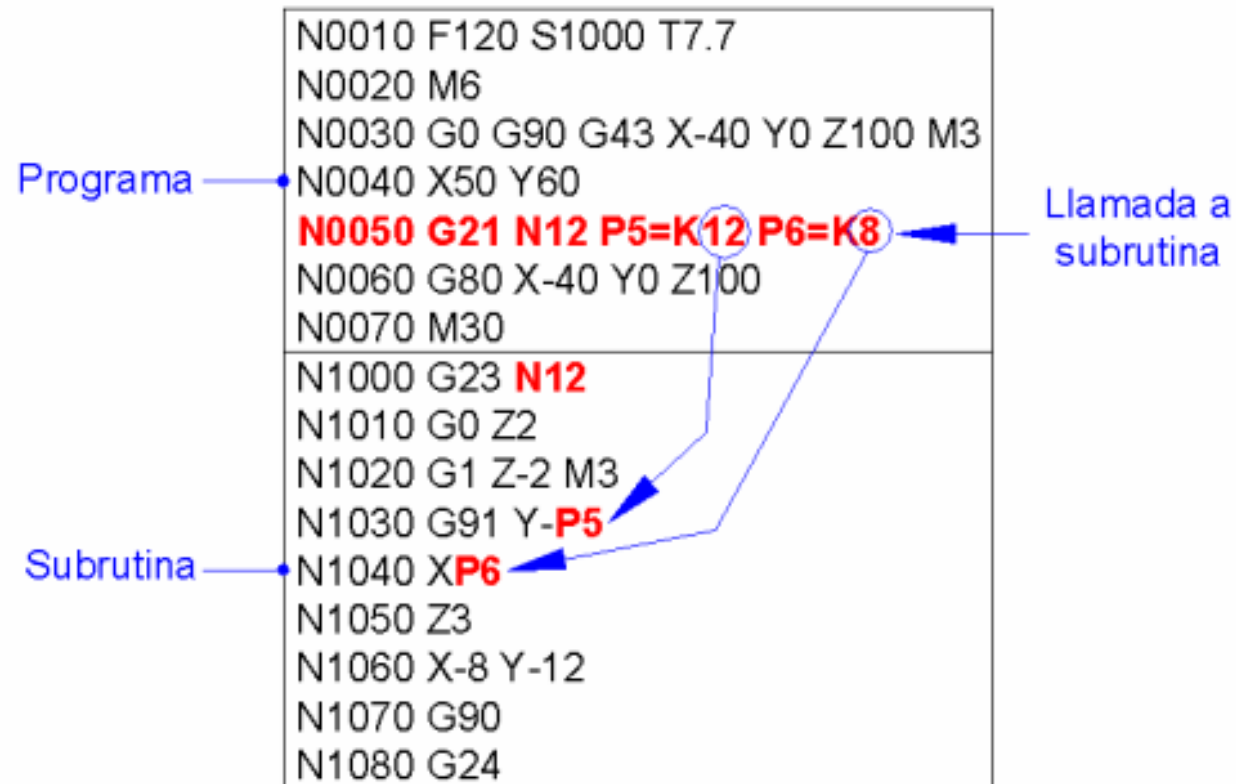 N0010 F120 S1000 T7.7
N0020 M6
N0030 G0 G90 G43 X-40 Y0 Z100 M3
Programa
N0040 X50 Y60
N0050 G21 N12 P5=K12 P6=K8
Llamada a
subrutina
N0060 G80 X-40 Y0 Z100
N0070 M30
N1000 G23 N12
N1010 G0 Z2
N1020 G1 Z-2 M3
N1030 G91 Y-P5
Subrutina
N1040 XP6
N1050 Z3
N1060 X-8 Y-12
N1070 G90
N1080 G24